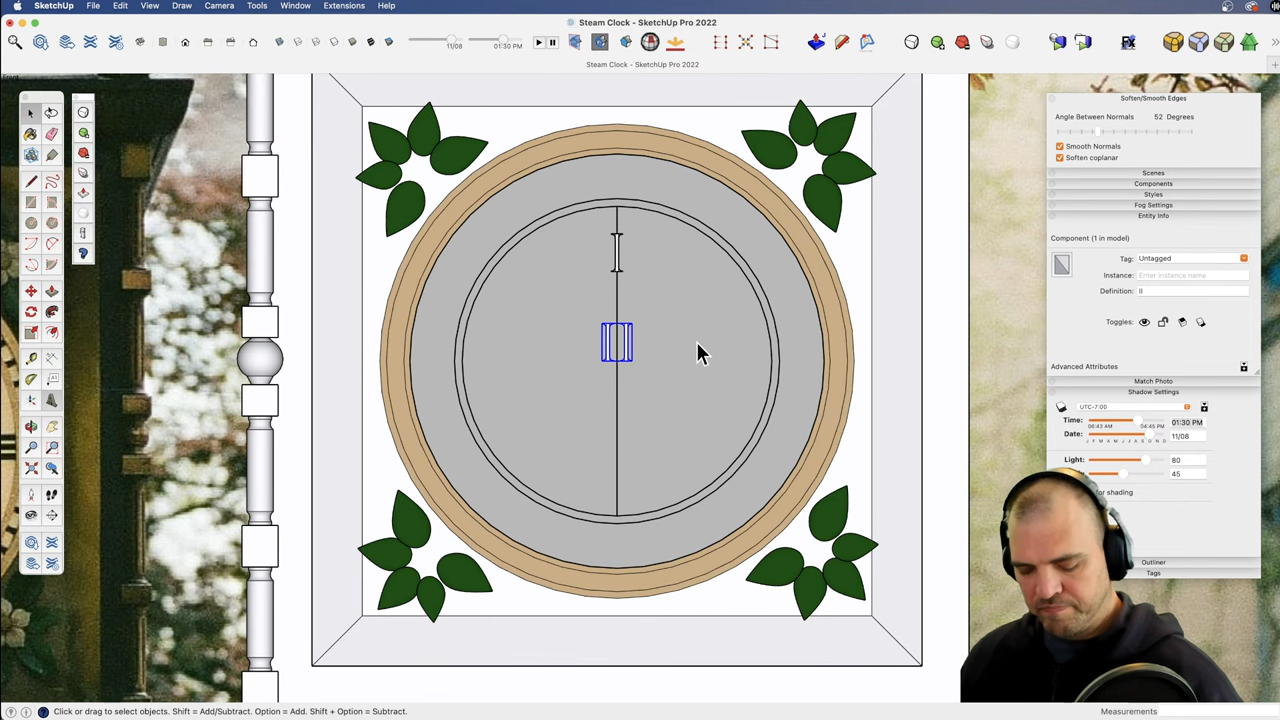 SketchUp File Edit View Draw Camera Tools Window Extensions Help
Steam Clock - SketchUp Pro 2022
11/08 01:30 PM
Steam Clock - SketchUp Pro 2022
Soften/Smooth Edges
Angle Between Normals 52 Degrees
Smooth Normals
Soften coplanar
Scenes
Components
Styles
Fog Settings
Entity Info
Component (1 in model)
Tag: Untagged
Instance: Enter instance name
Definition: II
Toggles:
Advanced Attributes
Match Photo
Shadow Settings
UTC-7:00
Time: 01:30 PM
06:43 AM 04:45 PM
Date: 11/08
J F M A M J J A S O N D
Light: 80
45
for shading
Outliner
Tags
Click or drag to select objects. Shift = Add/Subtract. Option = Add. Shift + Option = Subtract.
Measurements